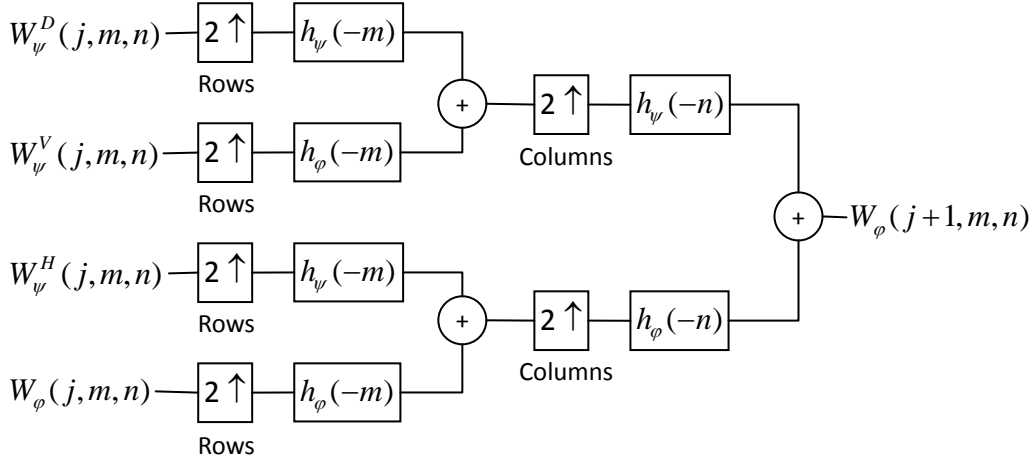 W_ψ^D(j,m,n) 2↑ h_ψ(−m)
Rows
2↑ h_ψ(−n)
+
Columns
W_ψ^V(j,m,n) 2↑ h_φ(−m)
Rows
+ W_φ(j+1,m,n)
W_ψ^H(j,m,n) 2↑ h_ψ(−m)
Rows
+ 2↑ h_φ(−n)
Columns
W_φ(j,m,n) 2↑ h_φ(−m)
Rows